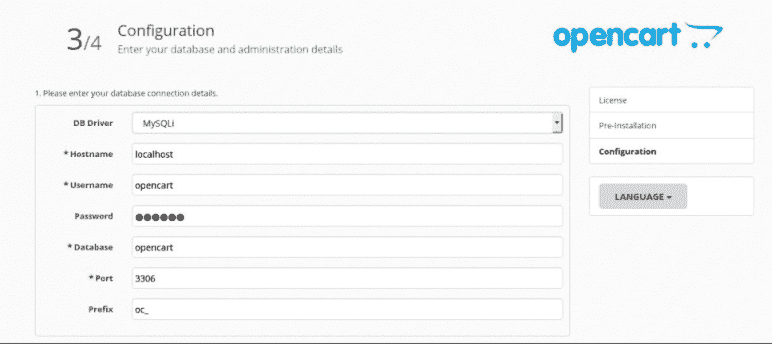 3/4
Configuration
Enter your database and administration details
opencart
1. Please enter your database connection details.
DB Driver MySQLi
* Hostname localhost
* Username opencart
Password ●●●●●●
* Database opencart
* Port 3306
Prefix oc_
License
Pre-Installation
Configuration
LANGUAGE